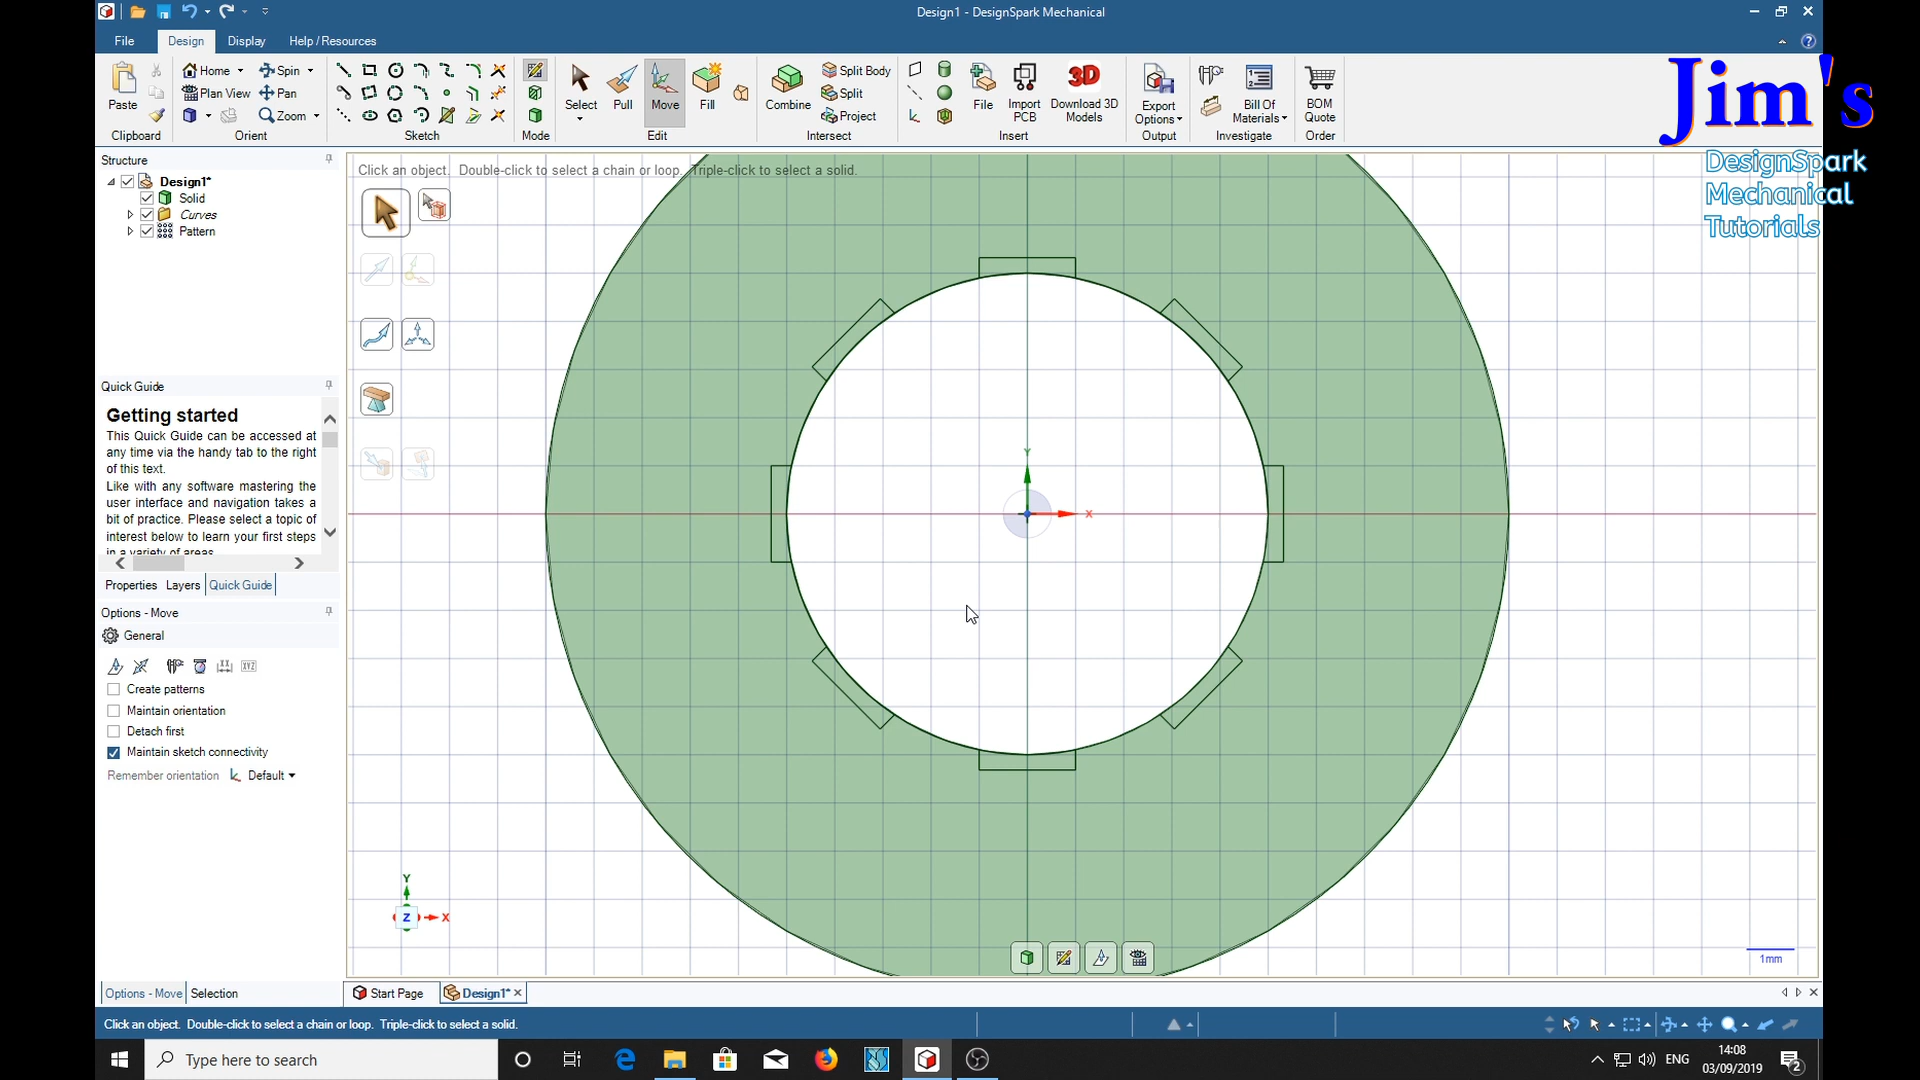 Design1 - DesignSpark Mechanical
File Design Display Help / Resources
Paste
Clipboard
Home Spin
Plan View Pan
Zoom
Orient
Sketch
Mode
Select Pull Move Fill
Edit
Combine Split Body
Split
Project
Intersect
File Import PCB 3D Download 3D Models
Insert
Export Options
Output
Bill Of Materials
Investigate
BOM Quote
Order
Jim's
DesignSpark
Mechanical
Tutorials
Structure
Design1*
Solid
Curves
Pattern
Click an object. Double-click to select a chain or loop. Triple-click to select a solid.
Quick Guide
Getting started
This Quick Guide can be accessed at
any time via the handy tab to the right
of this text.
Like with any software mastering the
user interface and navigation takes a
bit of practice. Please select a topic of
interest below to learn your first steps
in a variety of areas.
Properties Layers Quick Guide
Options - Move
General
XYZ
Create patterns
Maintain orientation
Detach first
Maintain sketch connectivity
Remember orientation Default
Y
X
Y
Z X
1mm
Options - Move Selection
Start Page Design1*
Click an object. Double-click to select a chain or loop. Triple-click to select a solid.
Type here to search
ENG
14:08
03/09/2019
2